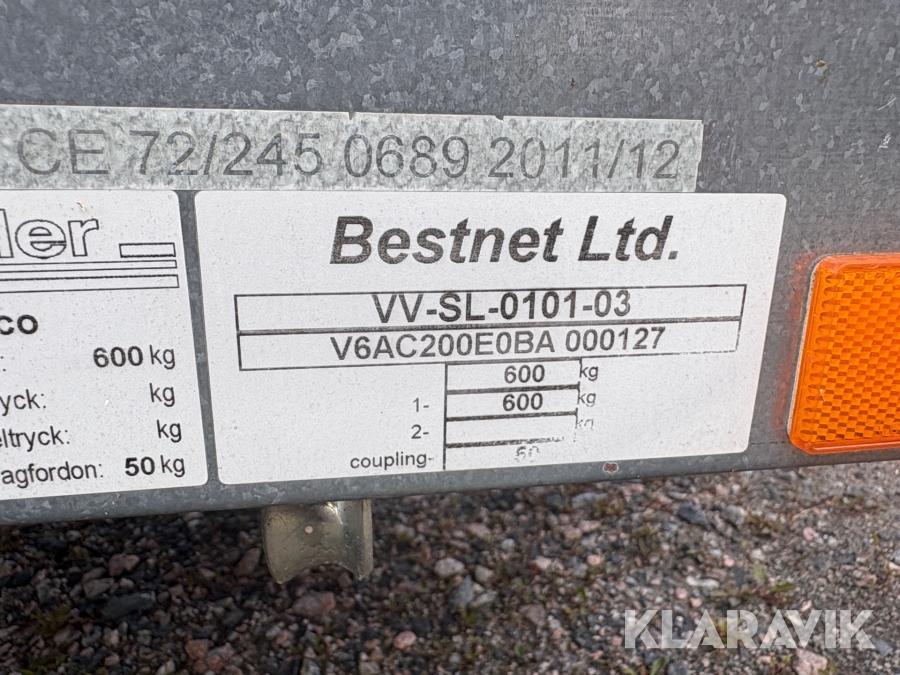 CE 72/245 0689 2011/12
ler
co
600 kg
yck: kg
ltryck: kg
agfordon: 50 kg
Bestnet Ltd.
VV-SL-0101-03
V6AC200E0BA 000127
600 kg
1- 600 kg
2- kg
coupling-
KLARAVIK